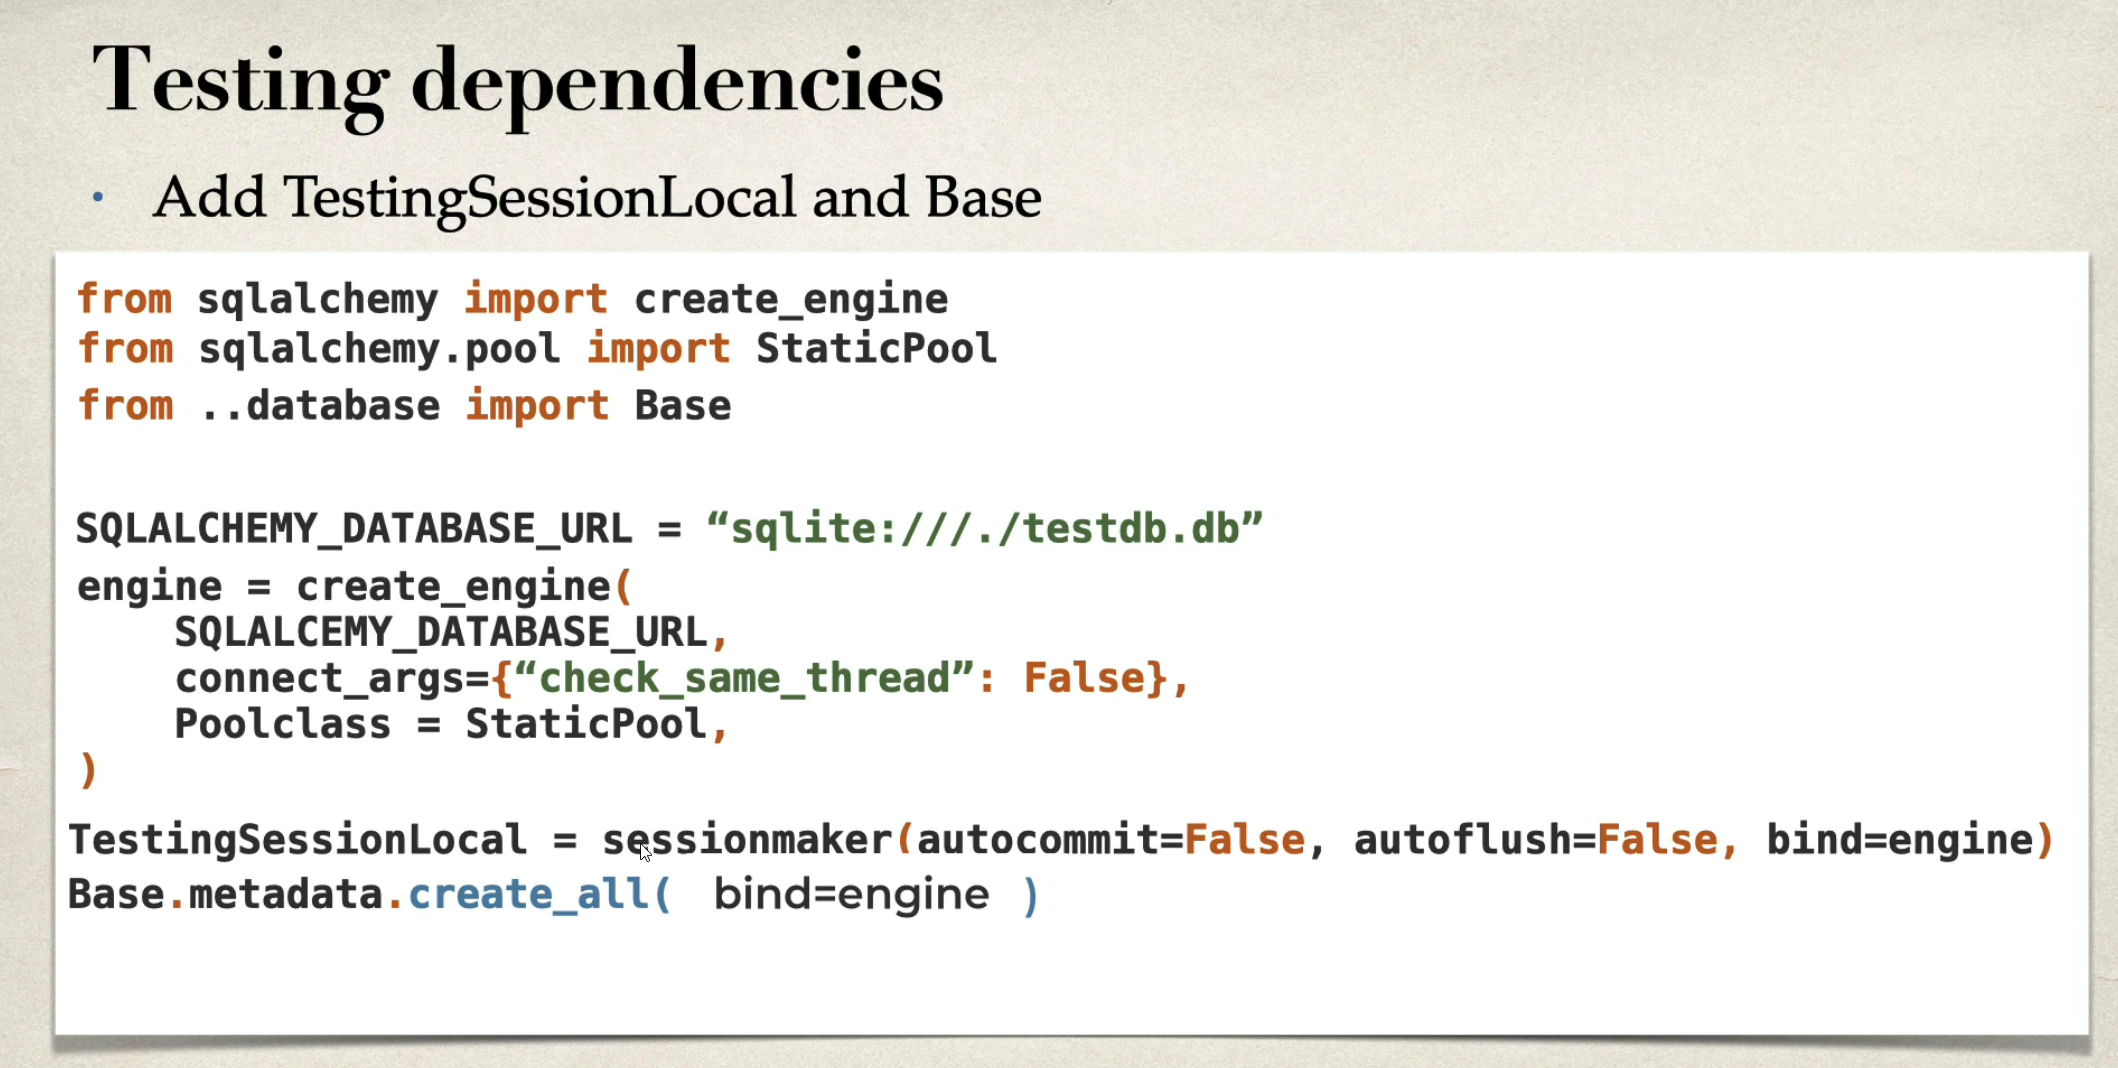 Testing dependencies
• Add TestingSessionLocal and Base
from sqlalchemy import create_engine
from sqlalchemy.pool import StaticPool
from ..database import Base
SQLALCHEMY_DATABASE_URL = “sqlite:///./testdb.db”
engine = create_engine(
    SQLALCEMY_DATABASE_URL,
    connect_args={“check_same_thread”: False},
    Poolclass = StaticPool,
)
TestingSessionLocal = sessionmaker(autocommit=False, autoflush=False, bind=engine)
Base.metadata.create_all( bind=engine )